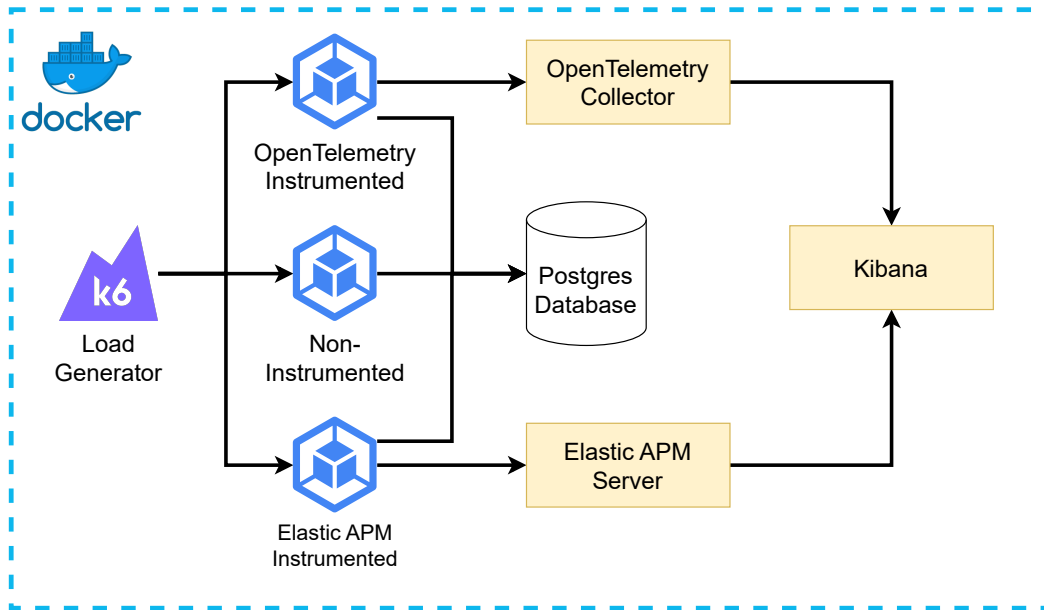 docker
OpenTelemetry
Instrumented
OpenTelemetry
Collector
k6
Load
Generator
Non-
Instrumented
Postgres
Database
Kibana
Elastic APM
Instrumented
Elastic APM
Server